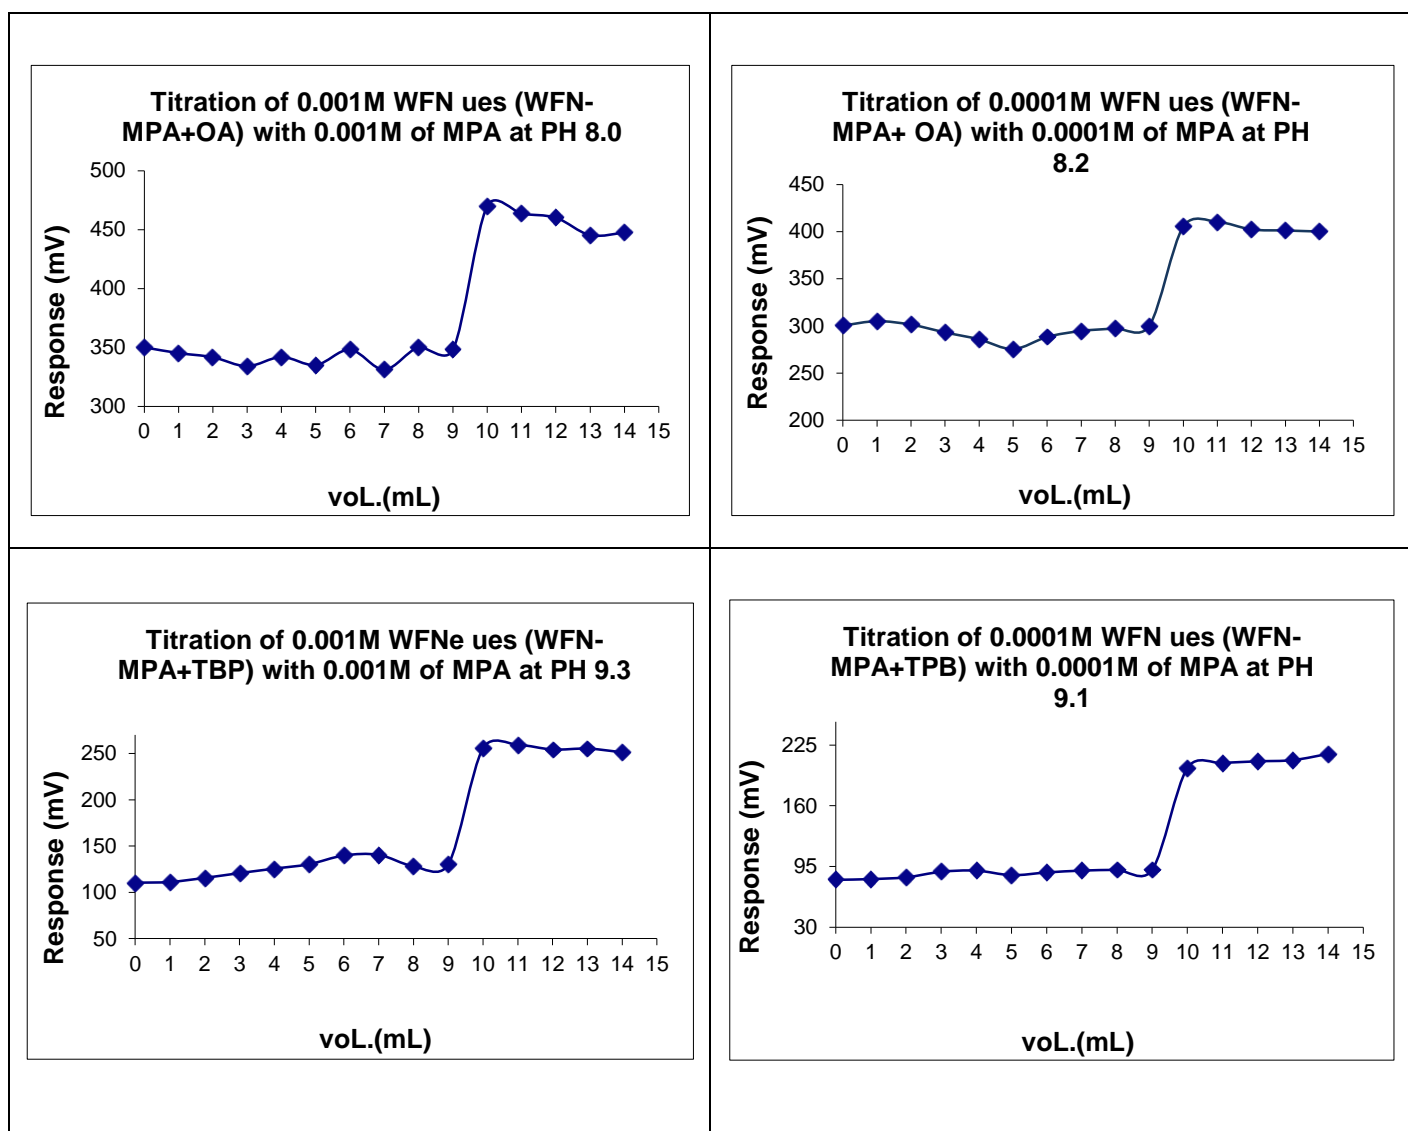 Titration of 0.001M WFN ues (WFN-
MPA+OA) with 0.001M of MPA at PH 8.0
500
450
400
350
300
0 1 2 3 4 5 6 7 8 9 10 11 12 13 14 15
Response (mV)
voL.(mL)
Titration of 0.0001M WFN ues (WFN-
MPA+ OA) with 0.0001M of MPA at PH
8.2
450
400
350
300
250
200
0 1 2 3 4 5 6 7 8 9 10 11 12 13 14 15
Response (mV)
voL.(mL)
Titration of 0.001M WFNe ues (WFN-
MPA+TBP) with 0.001M of MPA at PH 9.3
250
200
150
100
50
0 1 2 3 4 5 6 7 8 9 10 11 12 13 14 15
Response (mV)
voL.(mL)
Titration of 0.0001M WFN ues (WFN-
MPA+TPB) with 0.0001M of MPA at PH
9.1
225
160
95
30
0 1 2 3 4 5 6 7 8 9 10 11 12 13 14 15
Response (mV)
voL.(mL)